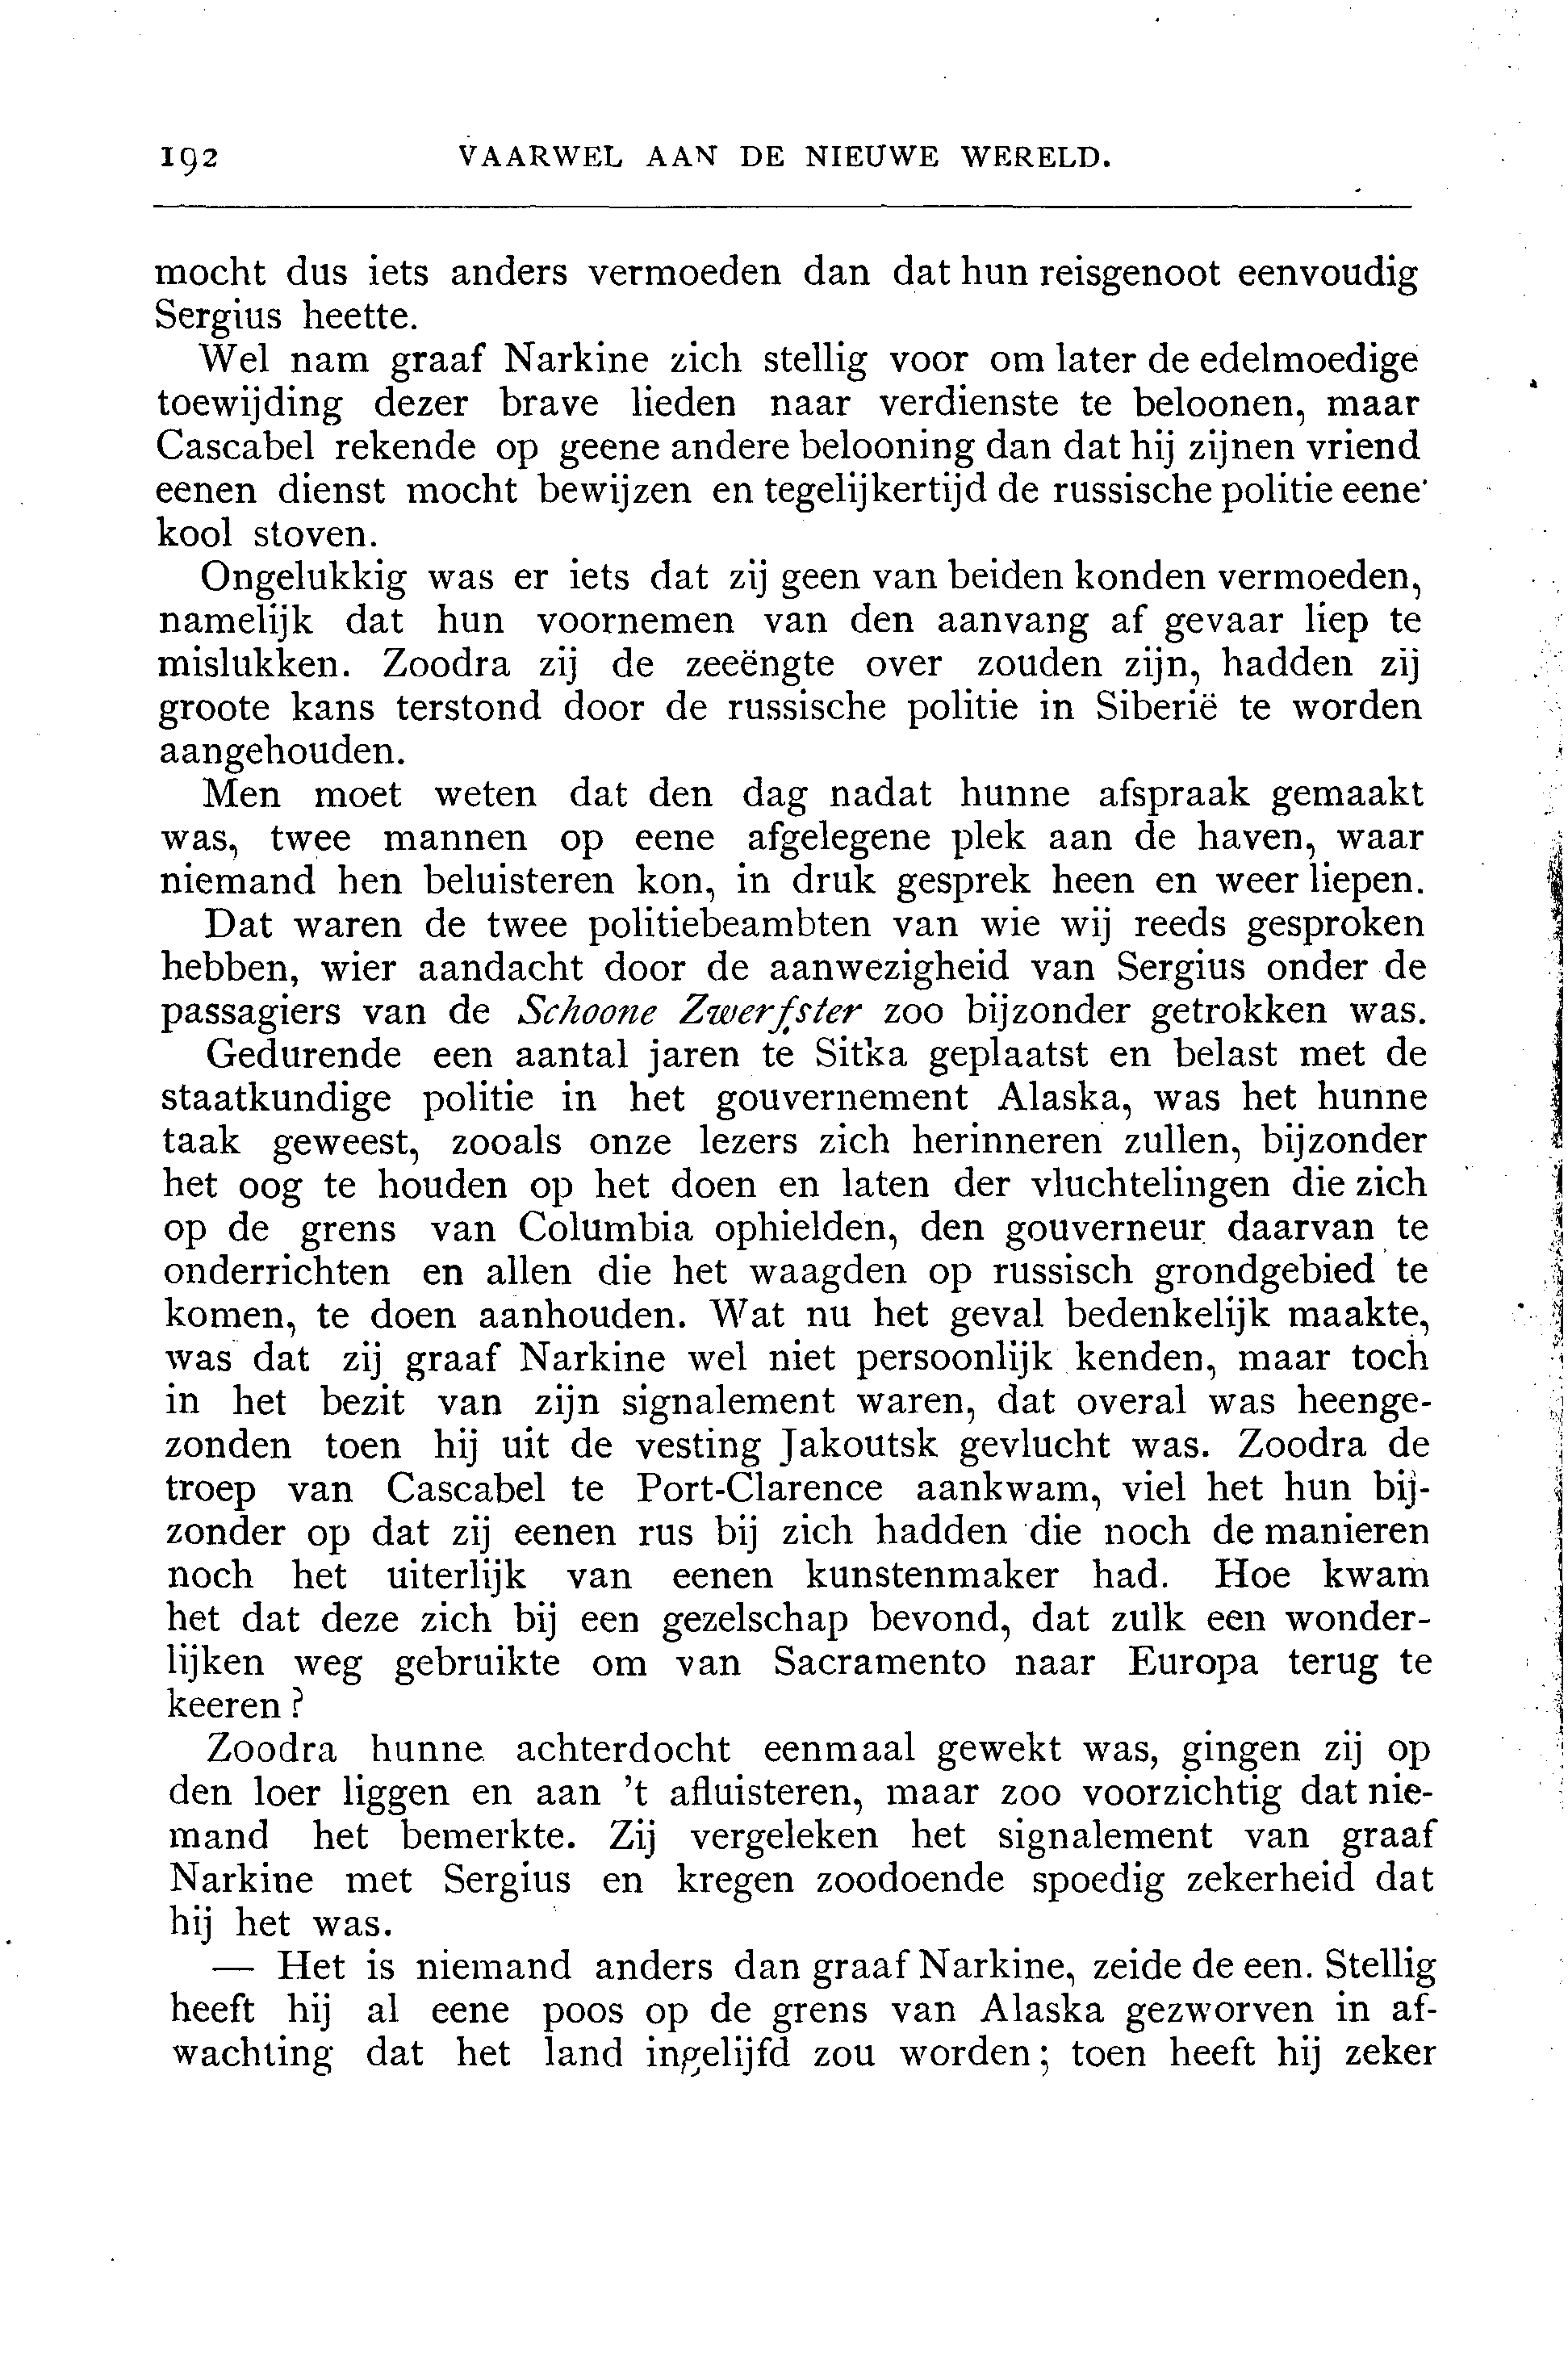 192 VAARWEL AAN DE NIEUWE WERELD.
mocht dus iets anders vermoeden dan dat hun reisgenoot eenvoudig
Sergius heette.
Wel nam graaf Narkine zich stellig voor om later de edelmoedige
toewijding dezer brave lieden naar verdienste te beloonen, maar
Cascabel rekende op geene andere belooning dan dat hij zijnen vriend
eenen dienst mocht bewijzen en tegelijkertijd de russische politie eene
kool stoven.
Ongelukkig was er iets dat zij geen van beiden konden vermoeden,
namelijk dat hun voornemen van den aanvang af gevaar liep te
mislukken. Zoodra zij de zeeëngte over zouden zijn, hadden zij
groote kans terstond door de russische politie in Siberië te worden
aangehouden.
Men moet weten dat den dag nadat hunne afspraak gemaakt
was, twee mannen op eene afgelegene plek aan de haven, waar
niemand hen beluisteren kon, in druk gesprek heen en weer liepen.
Dat waren de twee politiebeambten van wie wij reeds gesproken
hebben, wier aandacht door de aanwezigheid van Sergius onder de
passagiers van de Schoone Zwerfster zoo bijzonder getrokken was.
Gedurende een aantal jaren te Sitka geplaatst en belast met de
staatkundige politie in het gouvernement Alaska, was het hunne
taak geweest, zooals onze lezers zich herinneren zullen, bijzonder
het oog te houden op het doen en laten der vluchtelingen die zich
op de grens van Columbia ophielden, den gouverneur daarvan te
onderrichten en allen die het waagden op russisch grondgebied te
komen, te doen aanhouden. Wat nu het geval bedenkelijk maakte,
was dat zij graaf Narkine wel niet persoonlijk kenden, maar toch
in het bezit van zijn signalement waren, dat overal was heenge-
zonden toen hij uit de vesting Jakoutsk gevlucht was. Zoodra de
troep van Cascabel te Port-Clarence aankwam, viel het hun bij-
zonder op dat zij eenen rus bij zich hadden die noch de manieren
noch het uiterlijk van eenen kunstenmaker had. Hoe kwam
het dat deze zich bij een gezelschap bevond, dat zulk een wonder-
lijken weg gebruikte om van Sacramento naar Europa terug te
keeren?
Zoodra hunne achterdocht eenmaal gewekt was, gingen zij op
den loer liggen en aan 't afluisteren, maar zoo voorzichtig dat nie-
mand het bemerkte. Zij vergeleken het signalement van graaf
Narkine met Sergius en kregen zoodoende spoedig zekerheid dat
hij het was.
— Het is niemand anders dan graaf Narkine, zeide de een. Stellig
heeft hij al eene poos op de grens van Alaska gezworven in af-
wachting dat het land ingelijfd zou worden; toen heeft hij zeker